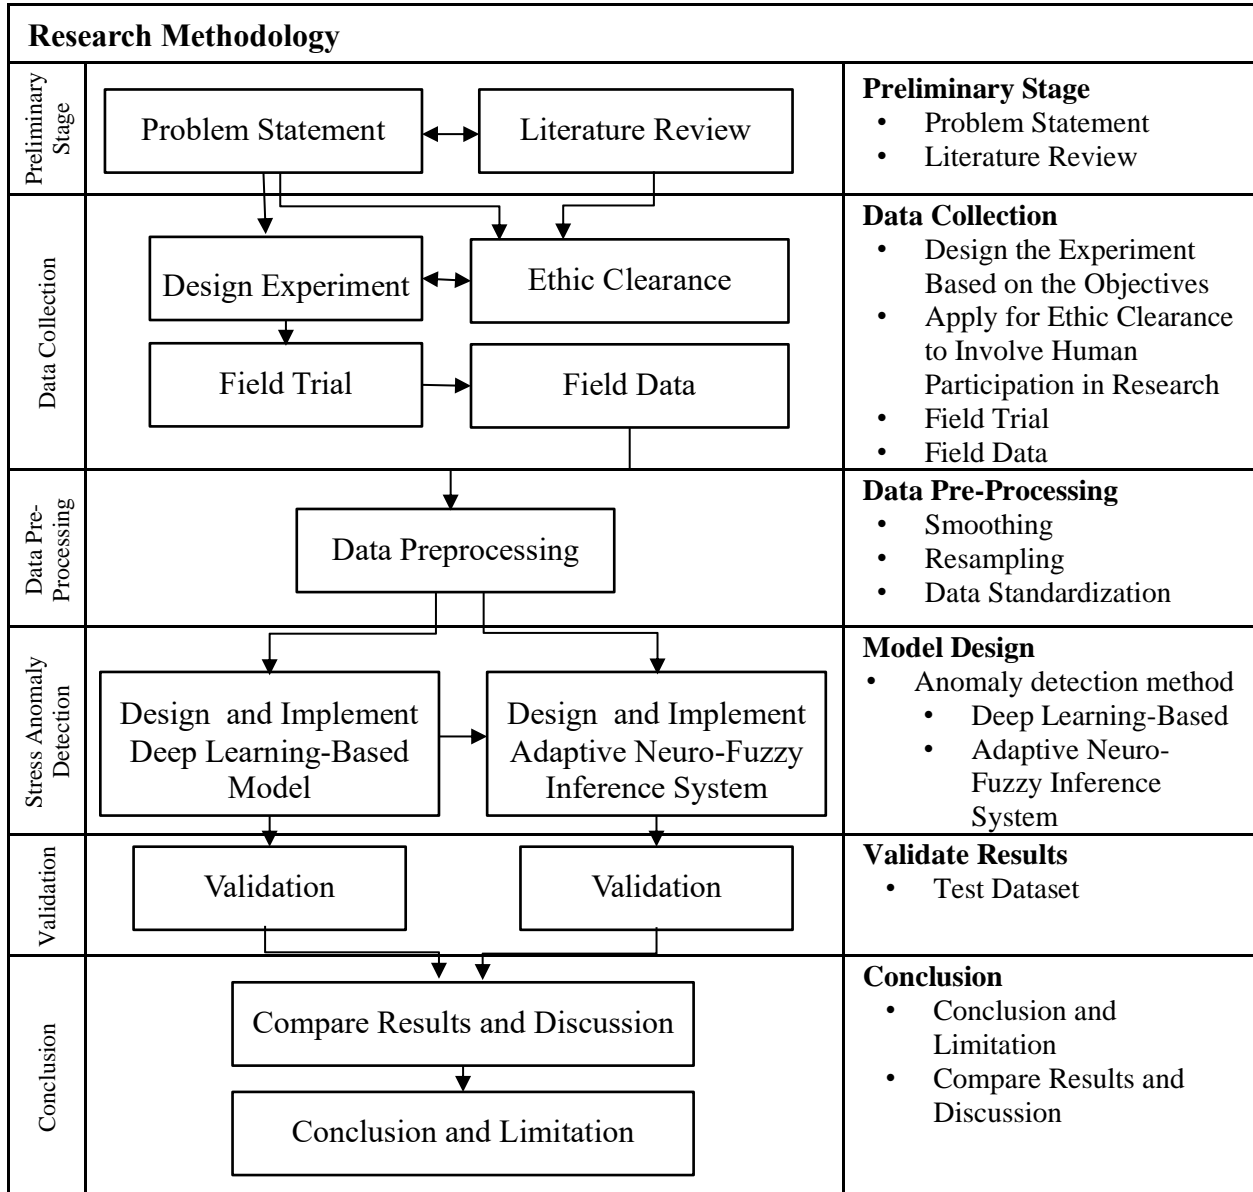 Research Methodology
Preliminary
Stage
Problem Statement
Literature Review
Preliminary Stage
• Problem Statement
• Literature Review
Data Collection
Design Experiment
Ethic Clearance
Field Trial
Field Data
Data Collection
• Design the Experiment
Based on the Objectives
• Apply for Ethic Clearance
to Involve Human
Participation in Research
• Field Trial
• Field Data
Data Pre-
Processing
Data Preprocessing
Data Pre-Processing
• Smoothing
• Resampling
• Data Standardization
Stress Anomaly
Detection
Design and Implement
Deep Learning-Based
Model
Design and Implement
Adaptive Neuro-Fuzzy
Inference System
Model Design
• Anomaly detection method
• Deep Learning-Based
• Adaptive Neuro-
Fuzzy Inference
System
Validation
Validation
Validation
Validate Results
• Test Dataset
Conclusion
Compare Results and Discussion
Conclusion and Limitation
Conclusion
• Conclusion and
Limitation
• Compare Results and
Discussion